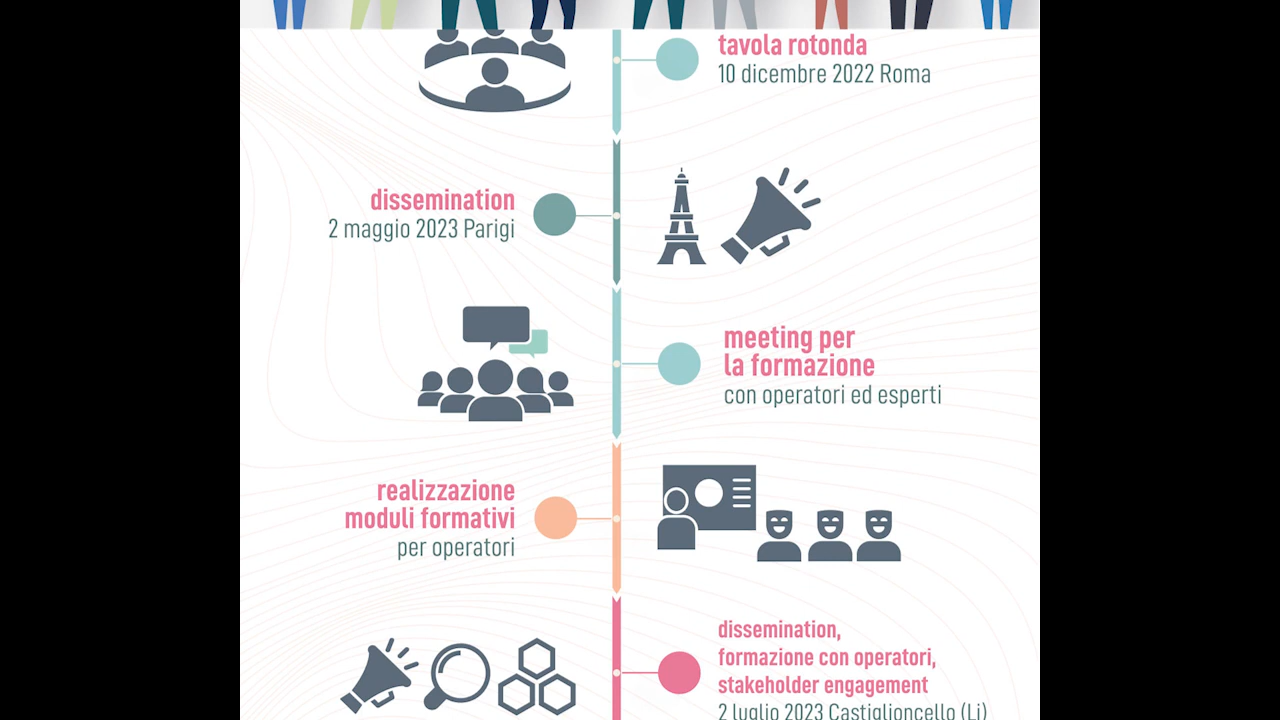 tavola rotonda
10 dicembre 2022 Roma
dissemination
2 maggio 2023 Parigi
meeting per
la formazione
con operatori ed esperti
realizzazione
moduli formativi
per operatori
dissemination,
formazione con operatori,
stakeholder engagement
2 luglio 2023 Castiglioncello (Li)